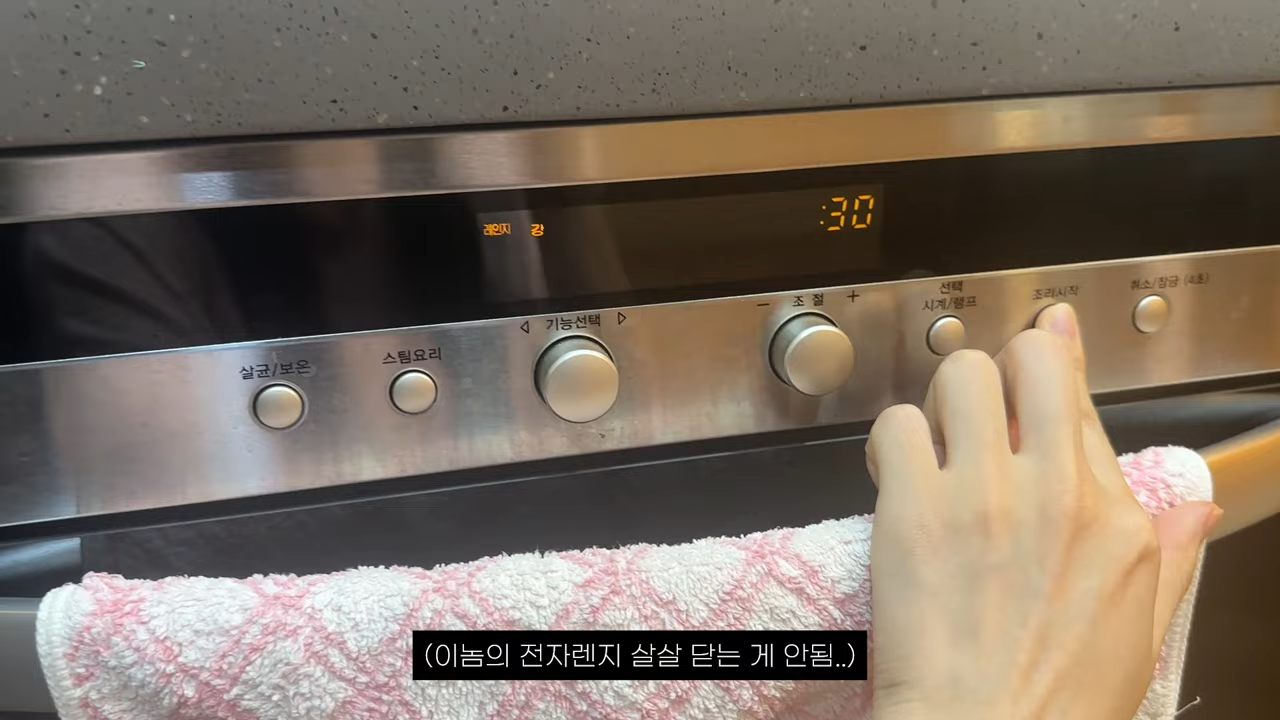 레인지 강 :30
살균/보온
스팀요리
◁ 기능선택 ▷
− 조절 +
선택
시계/램프
조리시작
취소/잠금 (4초)
(이놈의 전자렌지 살살 닫는 게 안됨..)